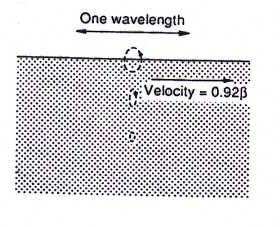 One wavelength
Velocity = 0.92β